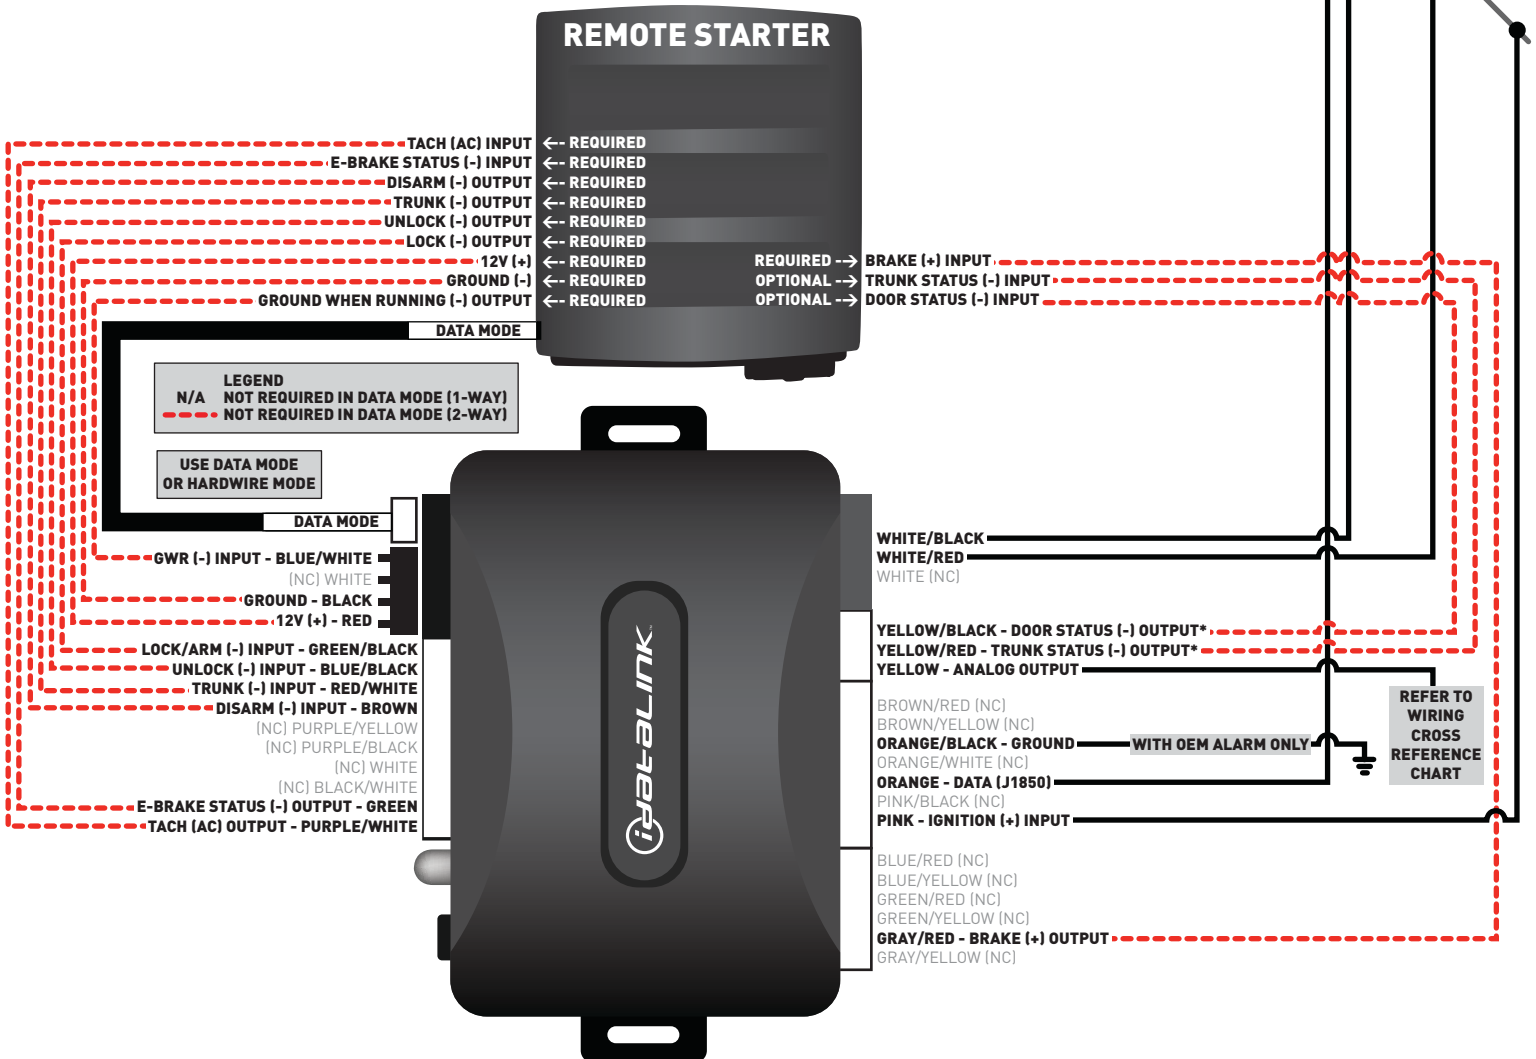 REMOTE STARTER
TACH (AC) INPUT <-- REQUIRED
E-BRAKE STATUS (-) INPUT <-- REQUIRED
DISARM (-) OUTPUT <-- REQUIRED
TRUNK (-) OUTPUT <-- REQUIRED
UNLOCK (-) OUTPUT <-- REQUIRED
LOCK (-) OUTPUT <-- REQUIRED
12V (+) <-- REQUIRED
GROUND (-) <-- REQUIRED
GROUND WHEN RUNNING (-) OUTPUT <-- REQUIRED
REQUIRED --> BRAKE (+) INPUT
OPTIONAL --> TRUNK STATUS (-) INPUT
OPTIONAL --> DOOR STATUS (-) INPUT
DATA MODE
LEGEND
N/A NOT REQUIRED IN DATA MODE (1-WAY)
NOT REQUIRED IN DATA MODE (2-WAY)
USE DATA MODE
OR HARDWIRE MODE
DATA MODE
GWR (-) INPUT - BLUE/WHITE
(NC) WHITE
GROUND - BLACK
12V (+) - RED
LOCK/ARM (-) INPUT - GREEN/BLACK
UNLOCK (-) INPUT - BLUE/BLACK
TRUNK (-) INPUT - RED/WHITE
DISARM (-) INPUT - BROWN
(NC) PURPLE/YELLOW
(NC) PURPLE/BLACK
(NC) WHITE
(NC) BLACK/WHITE
E-BRAKE STATUS (-) OUTPUT - GREEN
TACH (AC) OUTPUT - PURPLE/WHITE
idatalink
WHITE/BLACK
WHITE/RED
WHITE (NC)
YELLOW/BLACK - DOOR STATUS (-) OUTPUT*
YELLOW/RED - TRUNK STATUS (-) OUTPUT*
YELLOW - ANALOG OUTPUT
BROWN/RED (NC)
BROWN/YELLOW (NC)
ORANGE/BLACK - GROUND
WITH OEM ALARM ONLY
ORANGE/WHITE (NC)
ORANGE - DATA (J1850)
PINK/BLACK (NC)
PINK - IGNITION (+) INPUT
REFER TO
WIRING
CROSS
REFERENCE
CHART
BLUE/RED (NC)
BLUE/YELLOW (NC)
GREEN/RED (NC)
GREEN/YELLOW (NC)
GRAY/RED - BRAKE (+) OUTPUT
GRAY/YELLOW (NC)